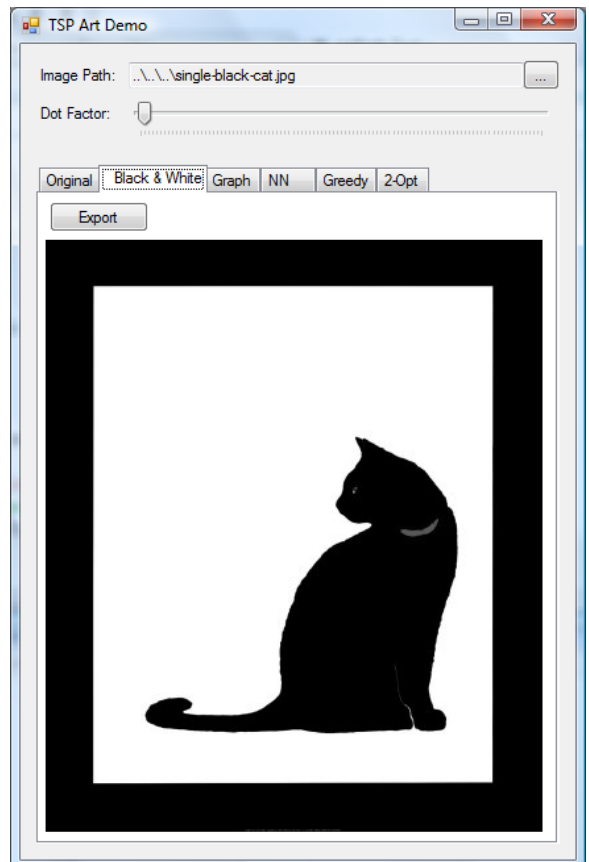 TSP Art Demo
Image Path: ..\..\..\single-black-cat.jpg ...
Dot Factor:
Original Black & White Graph NN Greedy 2-Opt
Export